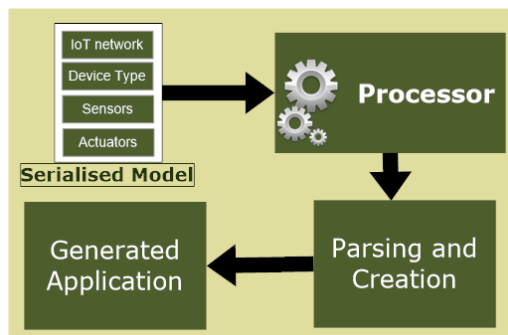 IoT network
Device Type
Sensors
Actuators
Serialised Model
Processor
Parsing and
Creation
Generated
Application